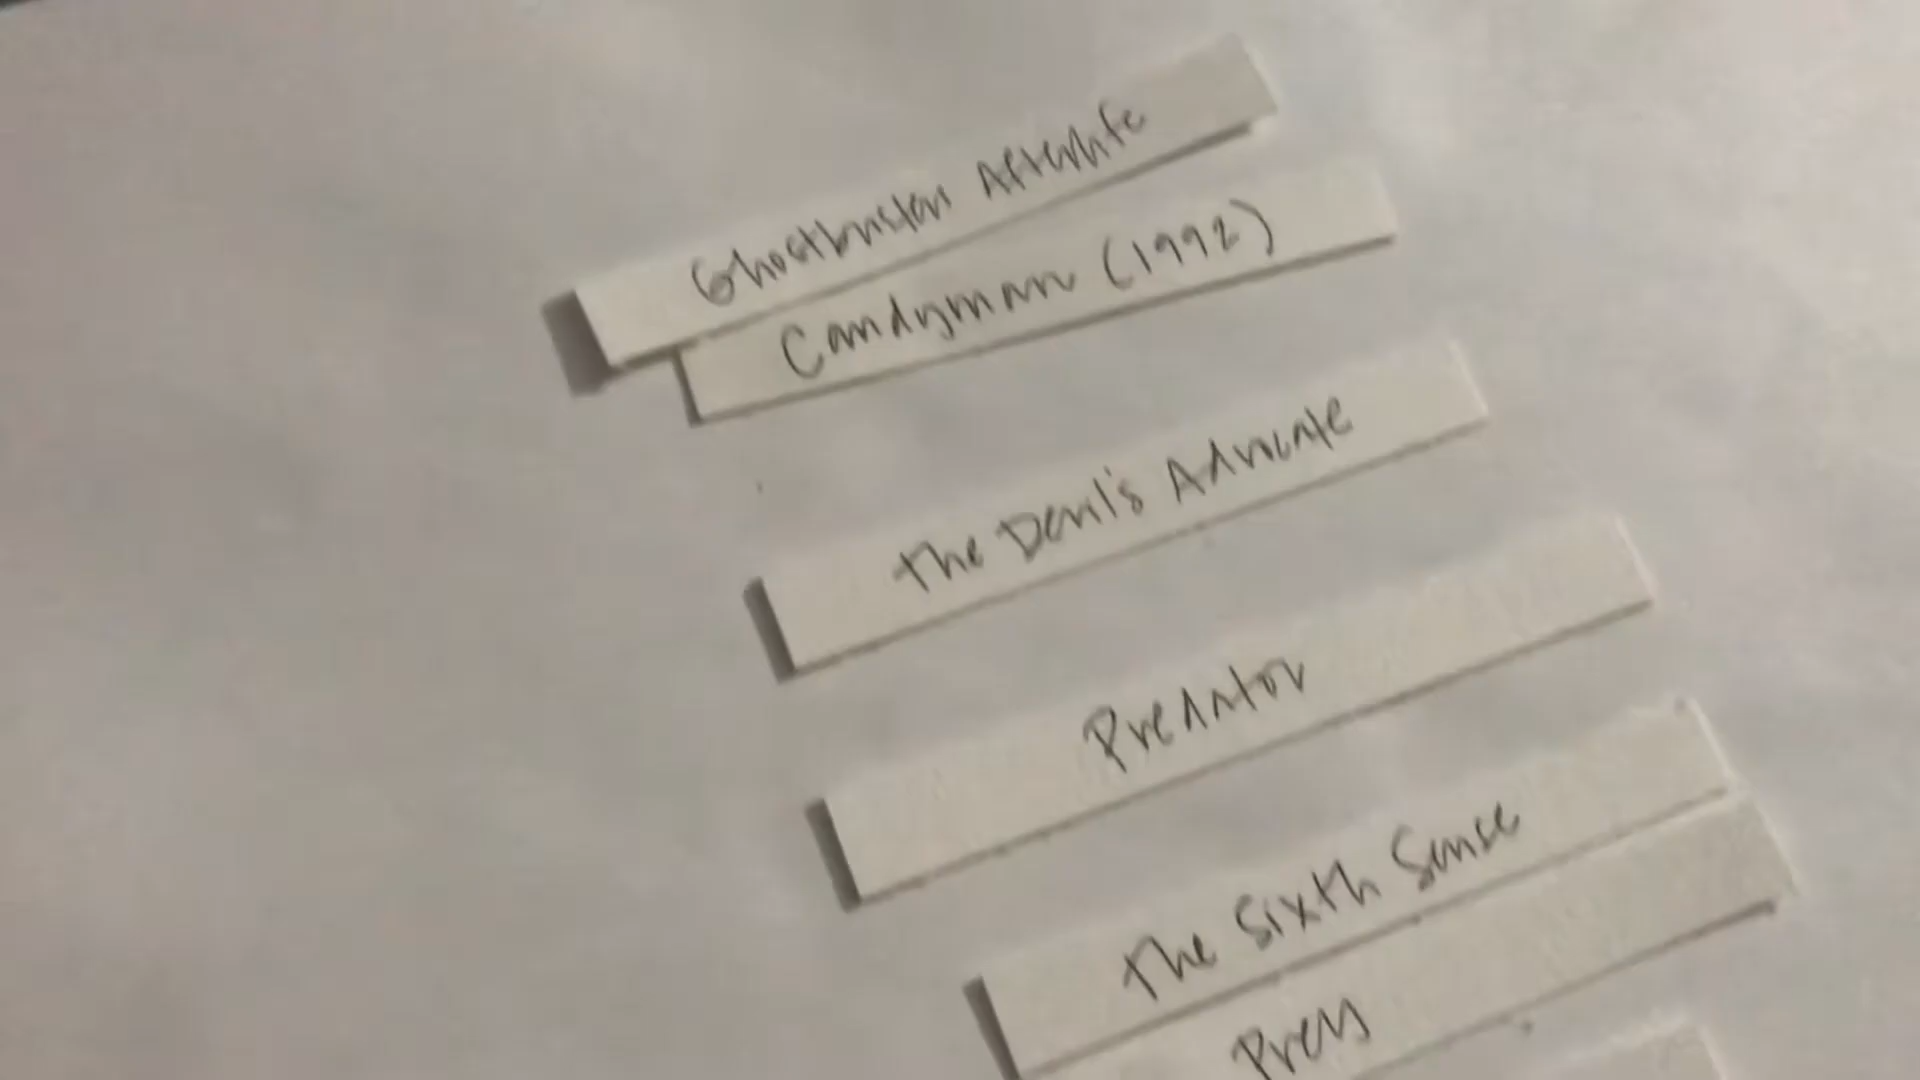 Ghostbusters Afterlife
Candyman (1992)
The Devil's Advocate
Predator
The Sixth Sense
Prey